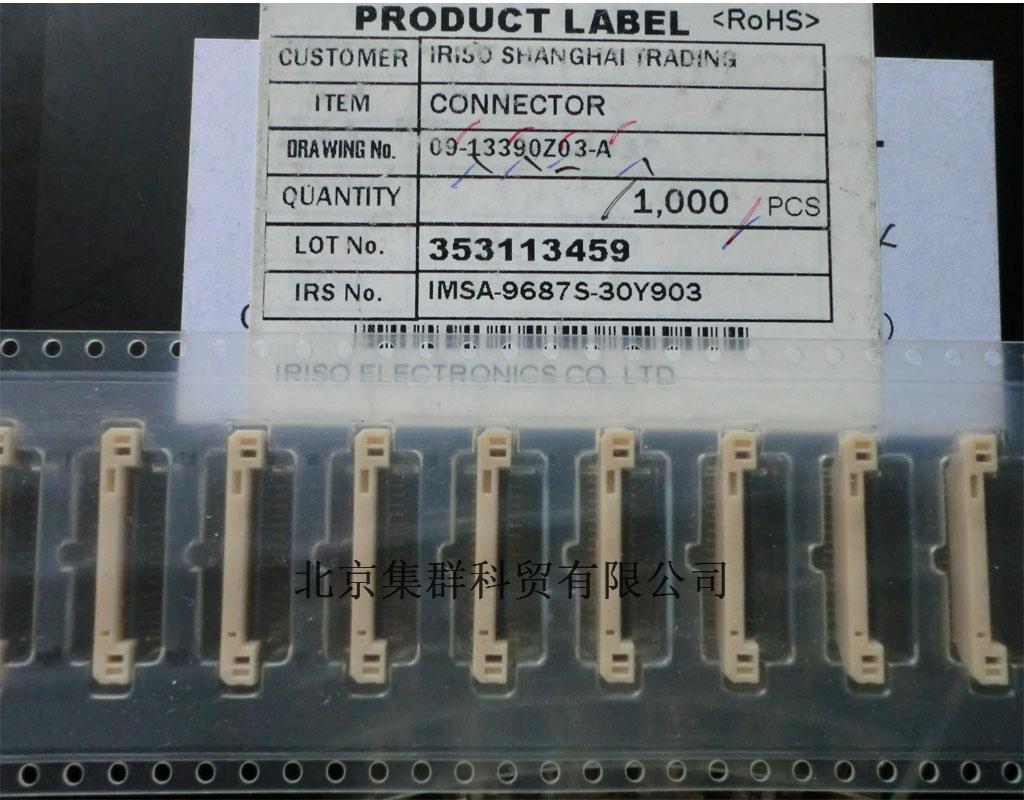 PRODUCT LABEL <RoHS>
CUSTOMER IRISO SHANGHAI TRADING
ITEM CONNECTOR
DRAWING No. 09-13390Z03-A
QUANTITY 1,000 PCS
LOT No. 353113459
IRS No. IMSA-9687S-30Y903
IRISO ELECTRONICS CO. LTD
北京集群科贸有限公司